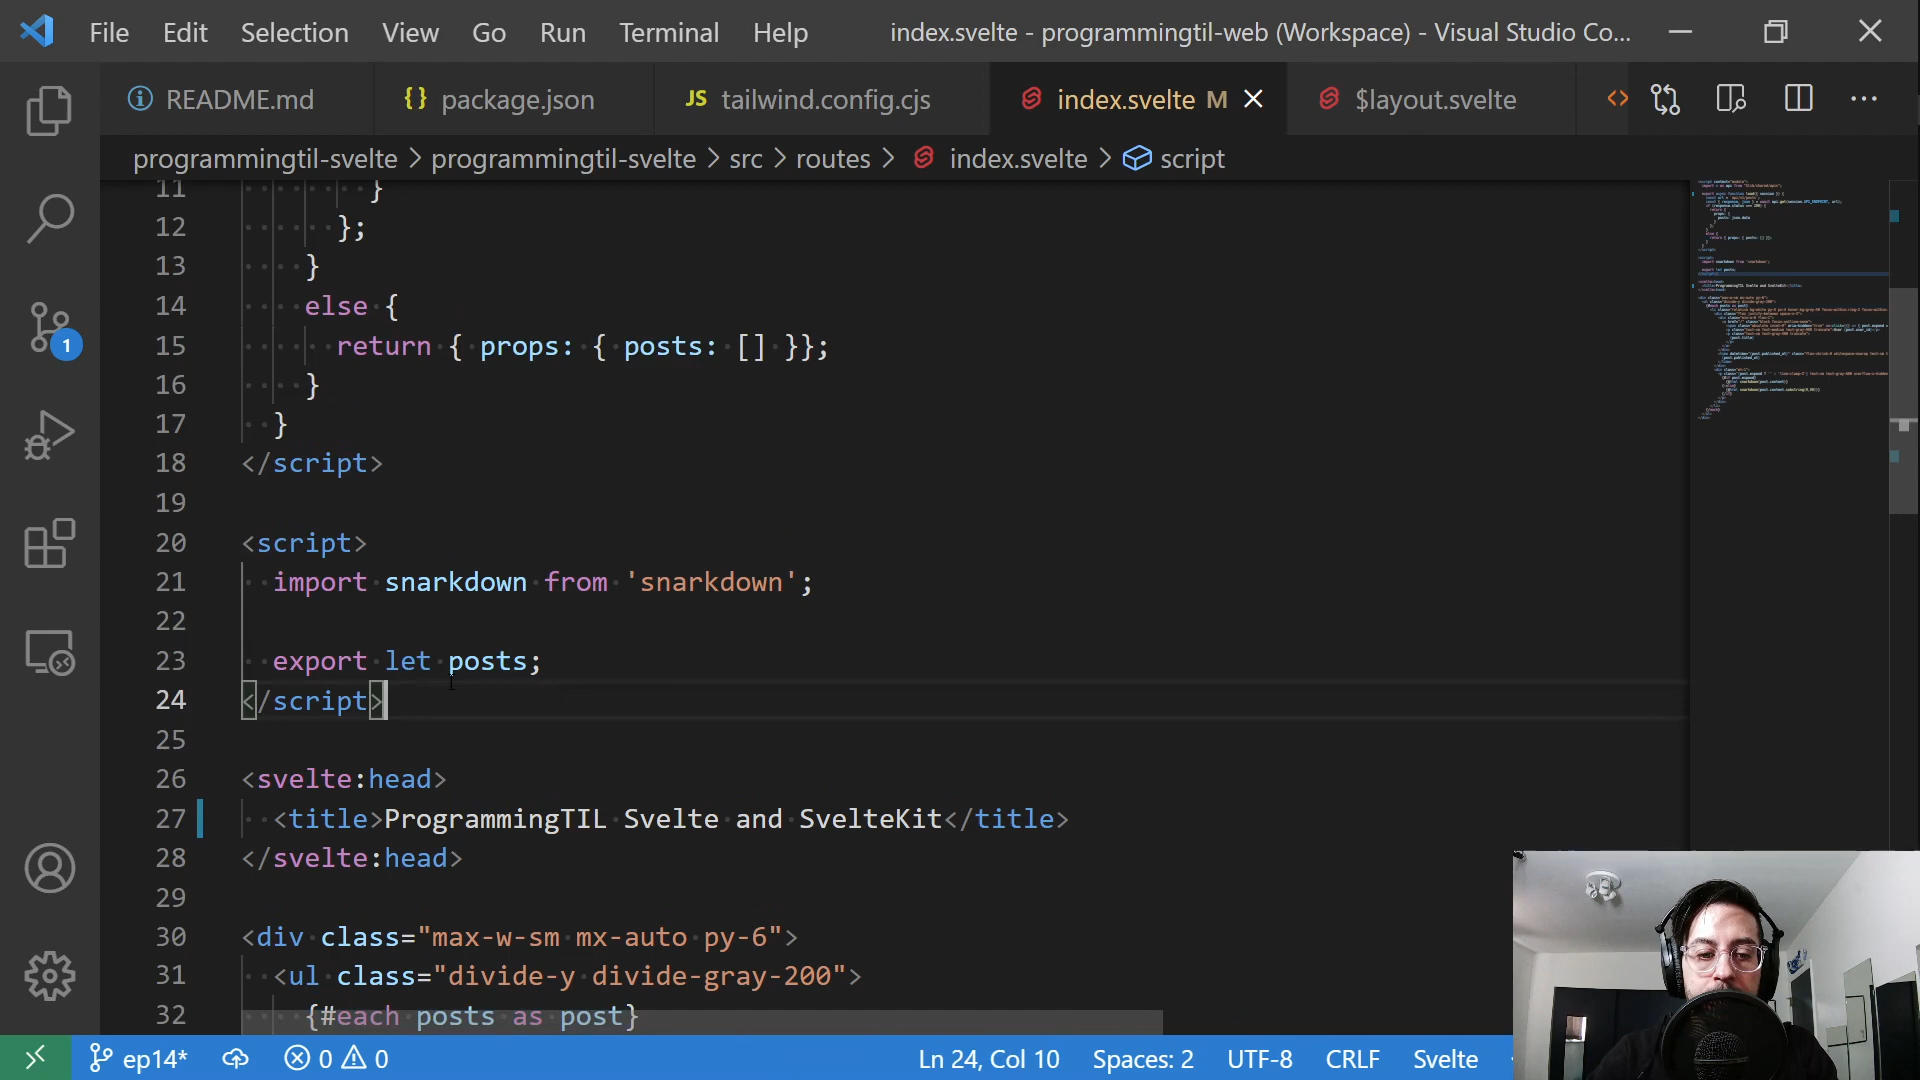 File Edit Selection View Go Run Terminal Help index.svelte - programmingtil-web (Workspace) - Visual Studio Co...
README.md {} package.json JS tailwind.config.cjs index.svelte M $layout.svelte
programmingtil-svelte > programmingtil-svelte > src > routes > index.svelte > script
11 }
12 };
13 }
14 else {
15 return { props: { posts: [] }};
16 }
17 }
18 </script>
19
20 <script>
21 import snarkdown from 'snarkdown';
22
23 export let posts;
24 </script>
25
26 <svelte:head>
27 <title>ProgrammingTIL Svelte and SvelteKit</title>
28 </svelte:head>
29
30 <div class="max-w-sm mx-auto py-6">
31 <ul class="divide-y divide-gray-200">
32 {#each posts as post}
1
ep14* 0 0 Ln 24, Col 10 Spaces: 2 UTF-8 CRLF Svelte